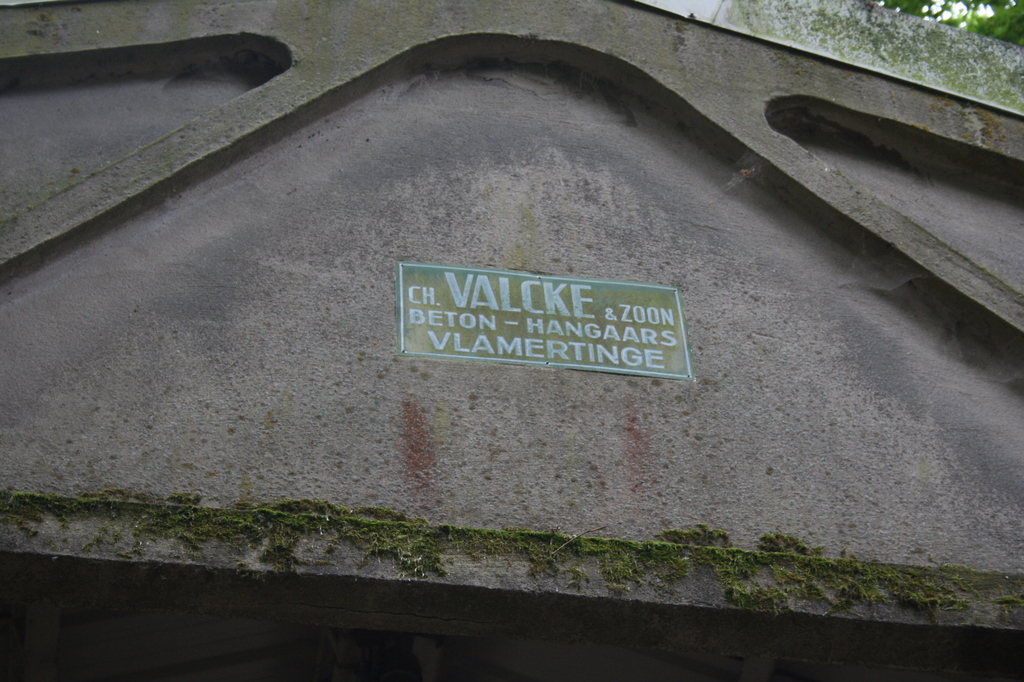 CH. VALCKE & ZOON
BETON - HANGAARS
VLAMERTINGE